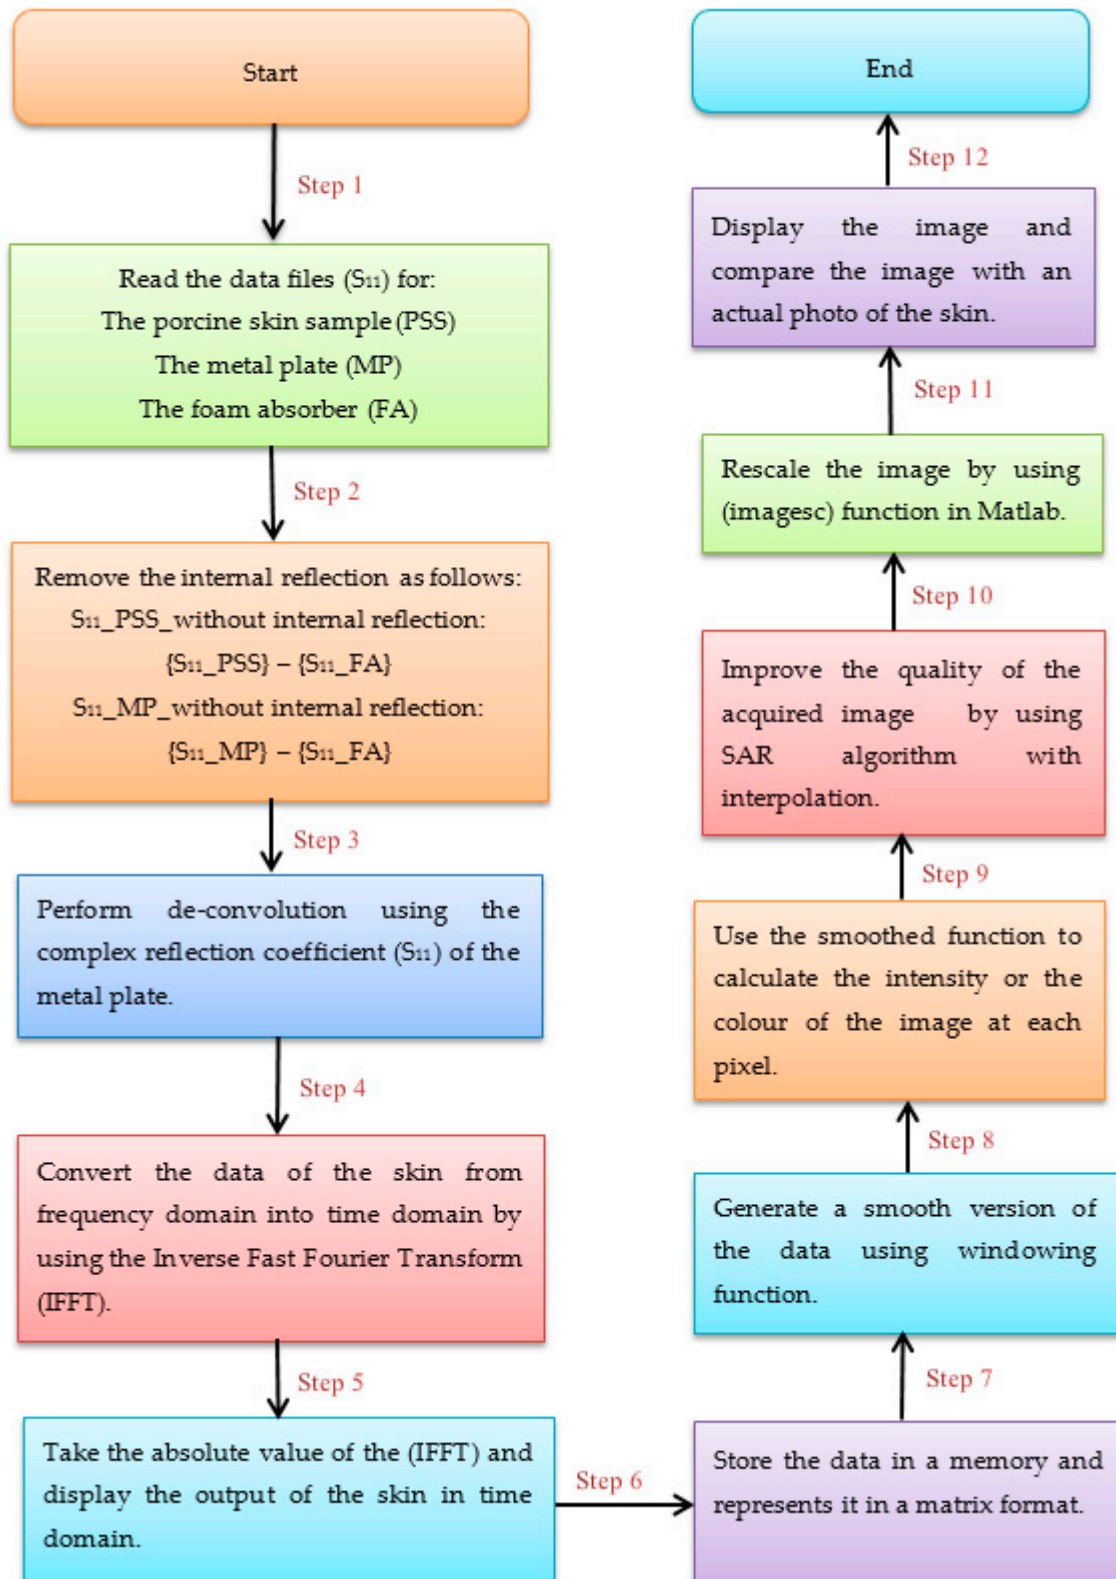 Start
Step 1
Read the data files (S₁₁) for:
The porcine skin sample (PSS)
The metal plate (MP)
The foam absorber (FA)
Step 2
Remove the internal reflection as follows:
S₁₁_PSS_without internal reflection:
{S₁₁_PSS} – {S₁₁_FA}
S₁₁_MP_without internal reflection:
{S₁₁_MP} – {S₁₁_FA}
Step 3
Perform de-convolution using the
complex reflection coefficient (S₁₁) of the
metal plate.
Step 4
Convert the data of the skin from
frequency domain into time domain by
using the Inverse Fast Fourier Transform
(IFFT).
Step 5
Take the absolute value of the (IFFT) and
display the output of the skin in time
domain.
Step 6
Store the data in a memory and
represents it in a matrix format.
Step 7
Generate a smooth version of
the data using windowing
function.
Step 8
Use the smoothed function to
calculate the intensity or the
colour of the image at each
pixel.
Step 9
Improve the quality of the
acquired image by using
SAR algorithm with
interpolation.
Step 10
Rescale the image by using
(imagesc) function in Matlab.
Step 11
Display the image and
compare the image with an
actual photo of the skin.
Step 12
End